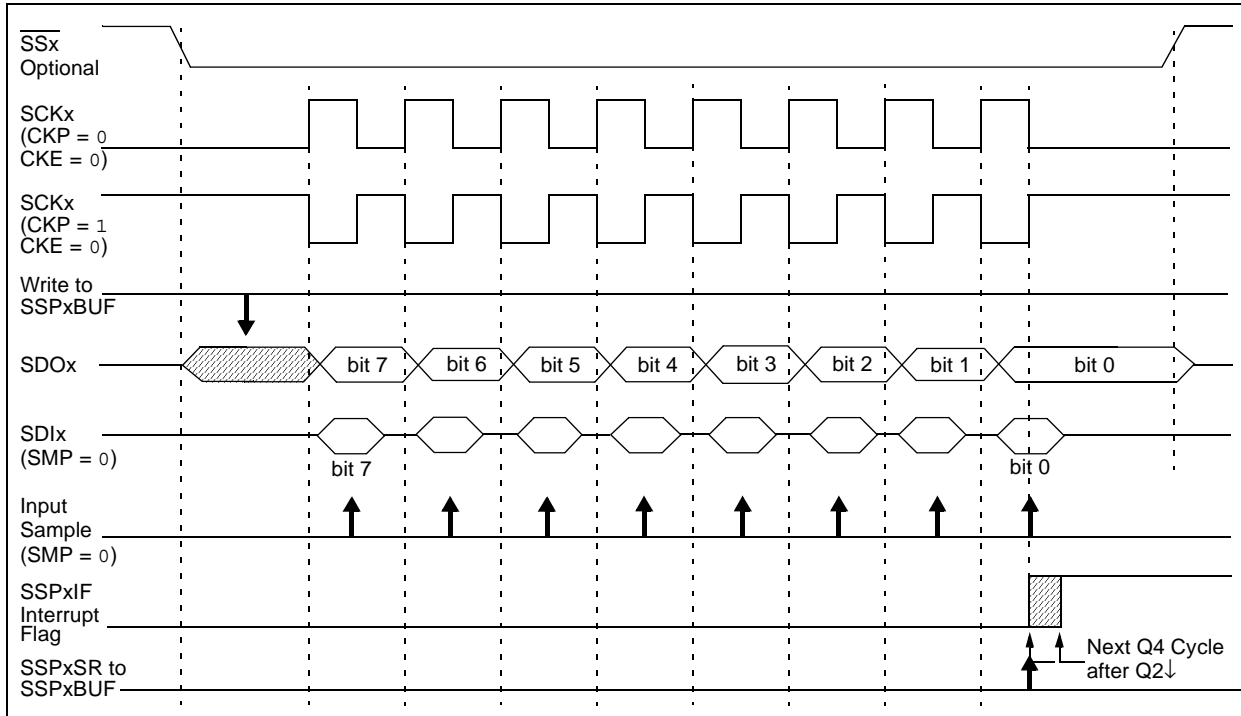 SSx
Optional
SCKx
(CKP = 0
CKE = 0)
SCKx
(CKP = 1
CKE = 0)
Write to
SSPxBUF
SDOx
bit 7
bit 6
bit 5
bit 4
bit 3
bit 2
bit 1
bit 0
SDIx
(SMP = 0)
bit 7
bit 0
Input
Sample
(SMP = 0)
SSPxIF
Interrupt
Flag
Next Q4 Cycle
after Q2↓
SSPxSR to
SSPxBUF